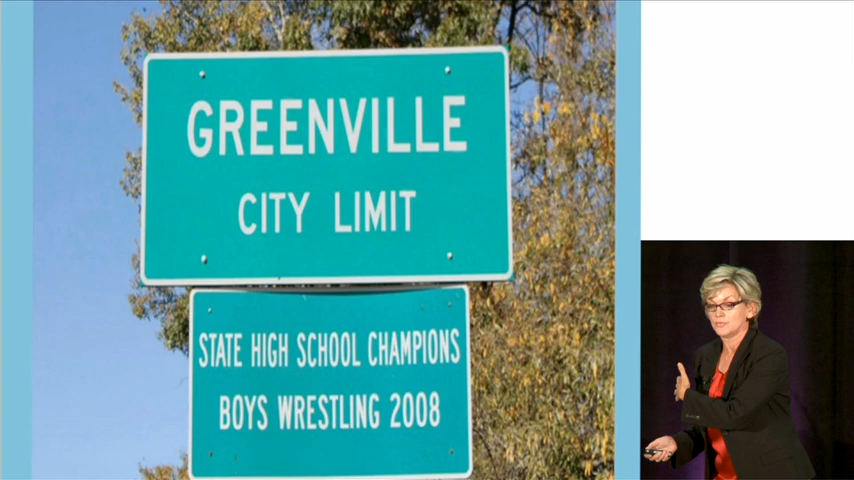 GREENVILLE
CITY LIMIT
STATE HIGH SCHOOL CHAMPIONS
BOYS WRESTLING 2008